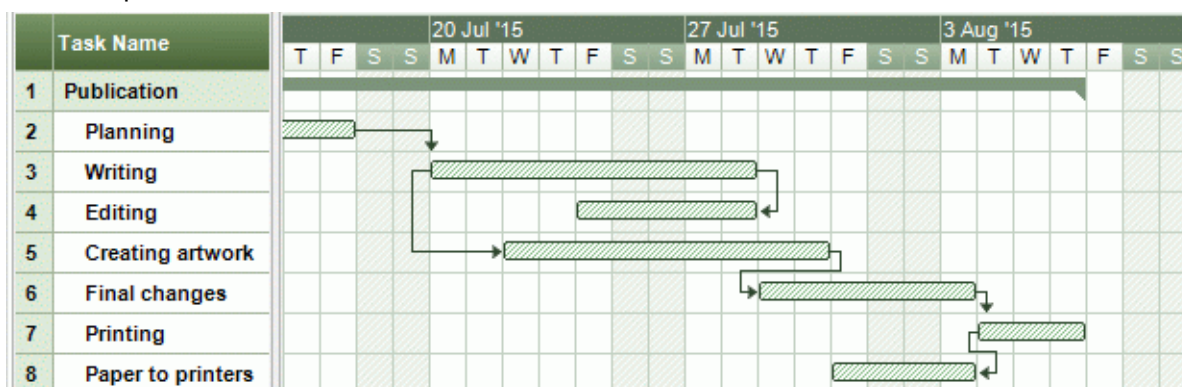 Task Name
20 Jul '15 27 Jul '15 3 Aug '15
T F S S M T W T F S S M T W T F S S M T W T F S S
1 Publication
2 Planning
3 Writing
4 Editing
5 Creating artwork
6 Final changes
7 Printing
8 Paper to printers